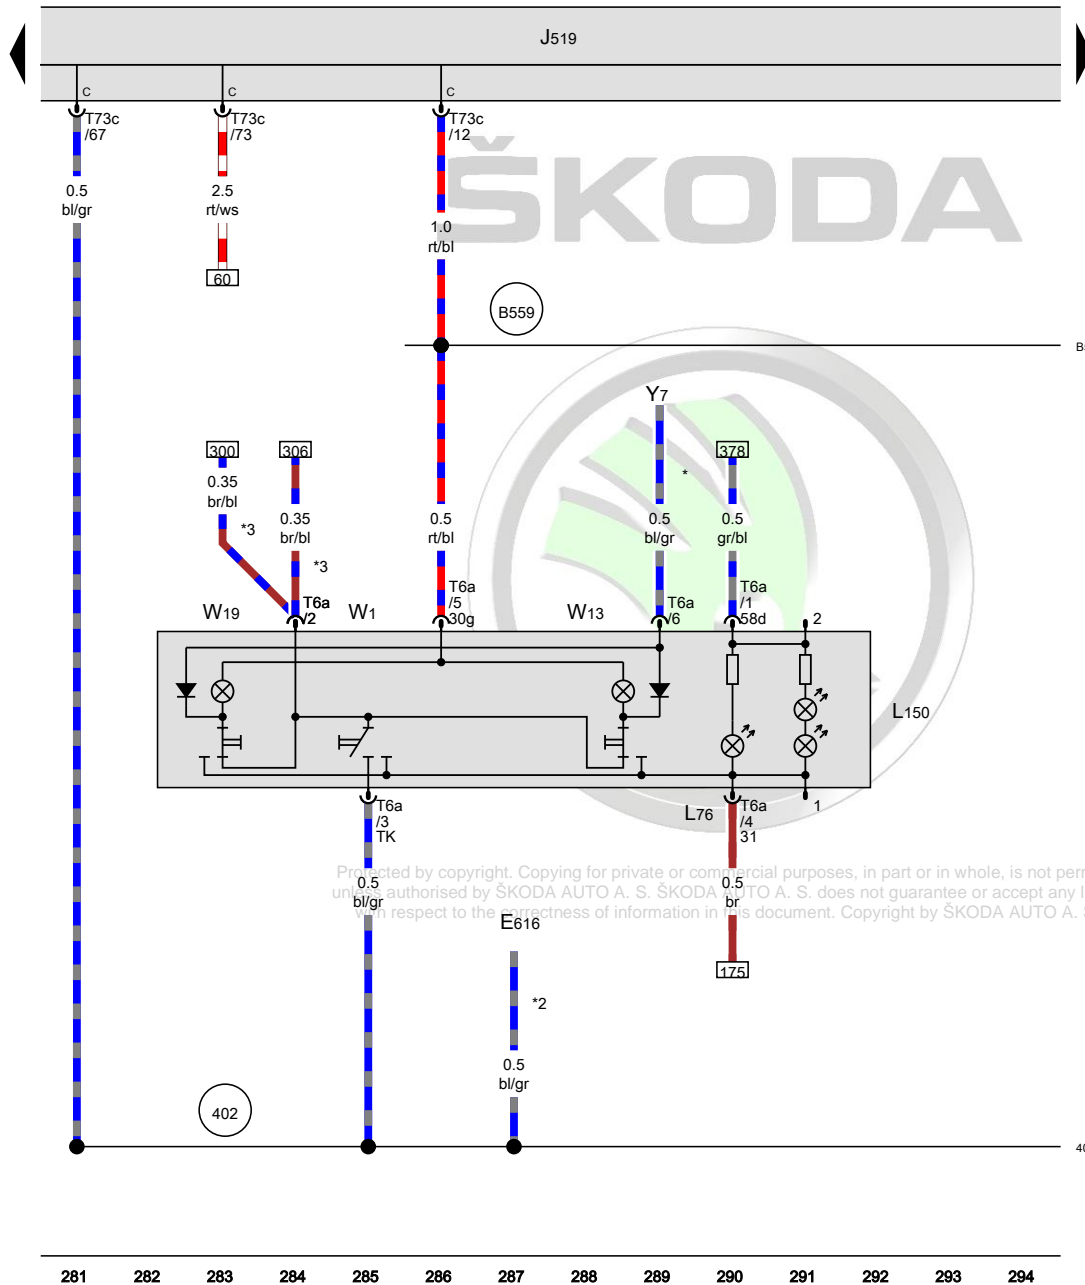 J519
c
c
c
T73c
/67
T73c
/73
T73c
/12
ŠKODA
0.5
bl/gr
2.5
rt/ws
1.0
rt/bl
60
B559
Y7
300
306
378
0.35
br/bl
*
*3
0.35
br/bl
0.5
rt/bl
0.5
bl/gr
0.5
gr/bl
*3
T6a
/2
T6a
/5
30g
T6a
/6
T6a
/1
58d
2
W19
W1
W13
L150
T6a
/3
TK
L76
T6a
/4
31
1
Protected by copyright. Copying for private or commercial purposes, in part or in whole, is not
unless authorised by ŠKODA AUTO A. S. ŠKODA AUTO A. S. does not guarantee or accept any
with respect to the correctness of information in this document. Copyright by ŠKODA AUTO A.
0.5
bl/gr
0.5
br
E616
175
*2
0.5
bl/gr
402
281 282 283 284 285 286 287 288 289 290 291 292 293 294